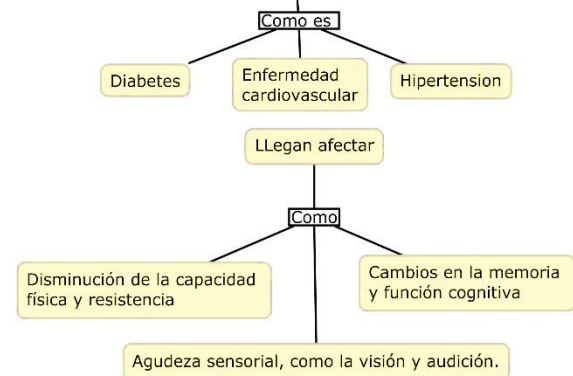 Como es
Diabetes
Enfermedad
cardiovascular
Hipertension
LLegan afectar
Como
Disminución de la capacidad
física y resistencia
Cambios en la memoria
y función cognitiva
Agudeza sensorial, como la visión y audición.